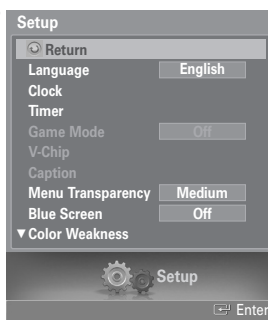 Setup
Return
Language English
Clock
Timer
Game Mode Off
V-Chip
Caption
Menu Transparency Medium
Blue Screen Off
▼ Color Weakness
Setup
Enter